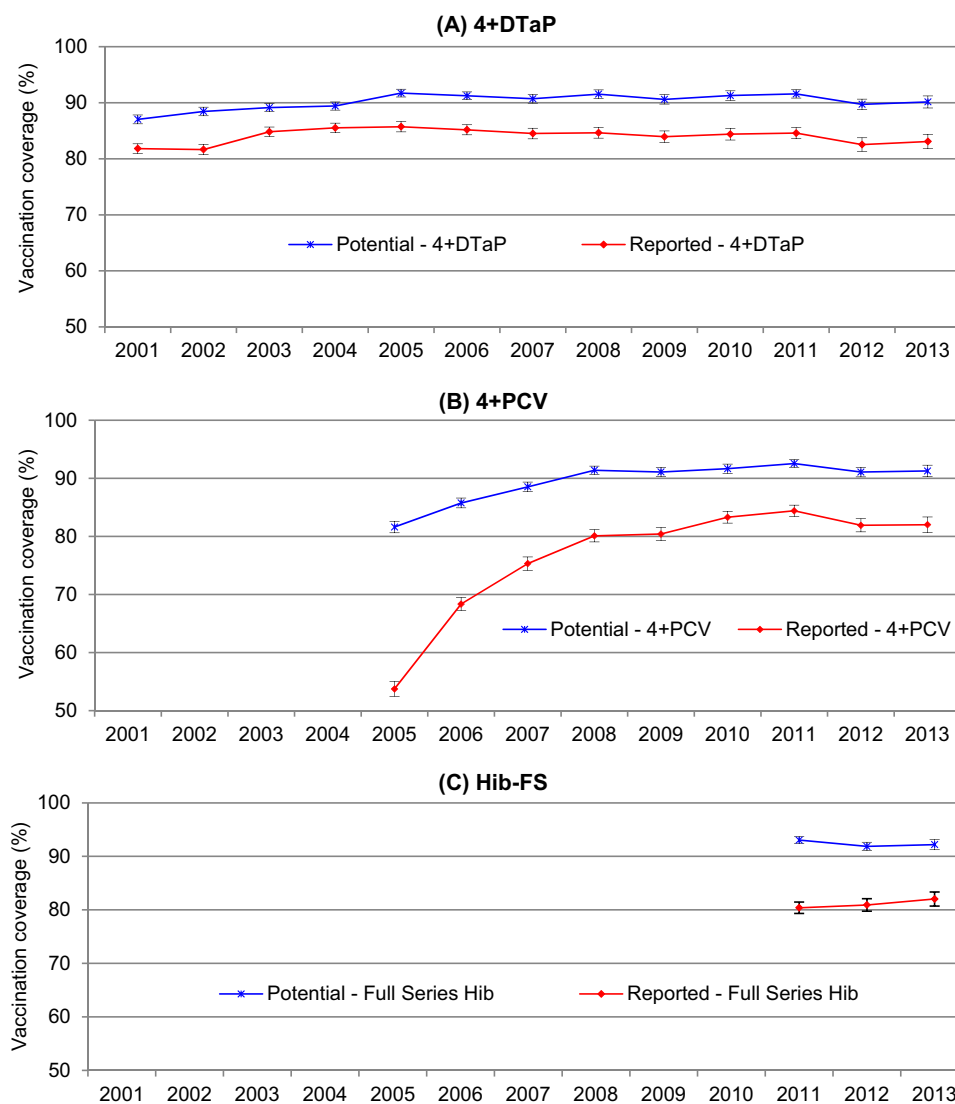 (A) 4+DTaP
Vaccination coverage (%)
100
90
80
70
60
50
Potential - 4+DTaP Reported - 4+DTaP
2001 2002 2003 2004 2005 2006 2007 2008 2009 2010 2011 2012 2013
(B) 4+PCV
Vaccination coverage (%)
100
90
80
70
60
50
Potential - 4+PCV Reported - 4+PCV
2001 2002 2003 2004 2005 2006 2007 2008 2009 2010 2011 2012 2013
(C) Hib-FS
Vaccination coverage (%)
100
90
80
70
60
50
Potential - Full Series Hib Reported - Full Series Hib
2001 2002 2003 2004 2005 2006 2007 2008 2009 2010 2011 2012 2013